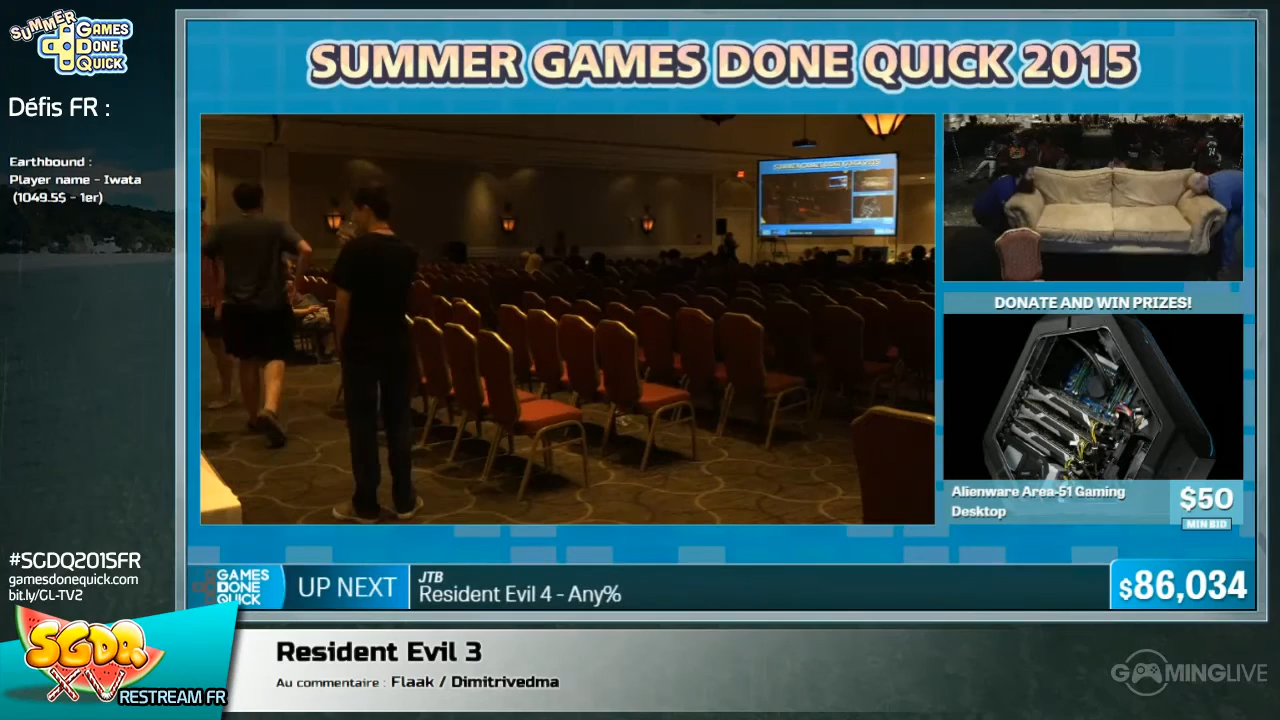 SUMMER GAMES DONE QUICK
Défis FR :
Earthbound :
Player name - Iwata
(1049.5$ - 1er)
SUMMER GAMES DONE QUICK 2015
DONATE AND WIN PRIZES!
Alienware Area-51 Gaming
Desktop
$50
MIN BID
#SGDQ2015FR
gamesdonequick.com
bit.ly/GL-TV2
GAMES
DONE
QUICK
UP NEXT
JTB
Resident Evil 4 - Any%
$86,034
SGDQ
XV
RESTREAM FR
Resident Evil 3
Au commentaire : Flaak / Dimitrivedma
GAMINGLIVE